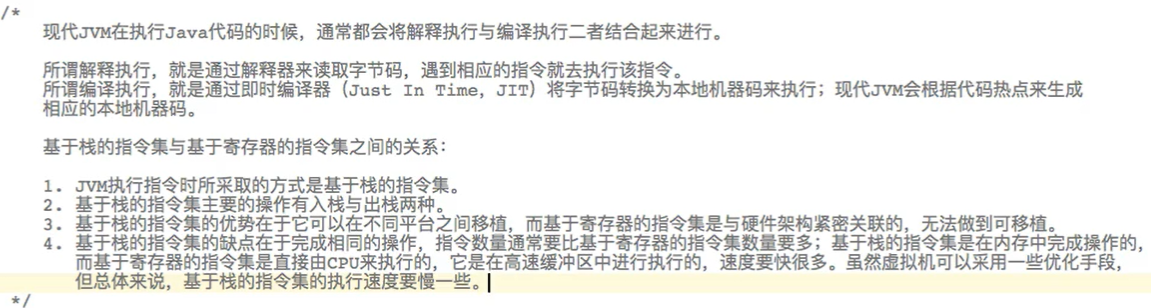 /*
现代JVM在执行Java代码的时候，通常都会将解释执行与编译执行二者结合起来进行。
所谓解释执行，就是通过解释器来读取字节码，遇到相应的指令就去执行该指令。
所谓编译执行，就是通过即时编译器（Just In Time，JIT）将字节码转换为本地机器码来执行；现代JVM会根据代码热点来生成
相应的本地机器码。
基于栈的指令集与基于寄存器的指令集之间的关系：
1. JVM执行指令时所采取的方式是基于栈的指令集。
2. 基于栈的指令集主要的操作有入栈与出栈两种。
3. 基于栈的指令集的优势在于它可以在不同平台之间移植，而基于寄存器的指令集是与硬件架构紧密关联的，无法做到可移植。
4. 基于栈的指令集的缺点在于完成相同的操作，指令数量通常要比基于寄存器的指令集数量要多；基于栈的指令集是在内存中完成操作的，
而基于寄存器的指令集是直接由CPU来执行的，它是在高速缓冲区中进行执行的，速度要快很多。虽然虚拟机可以采用一些优化手段，
但总体来说，基于栈的指令集的执行速度要慢一些。
*/